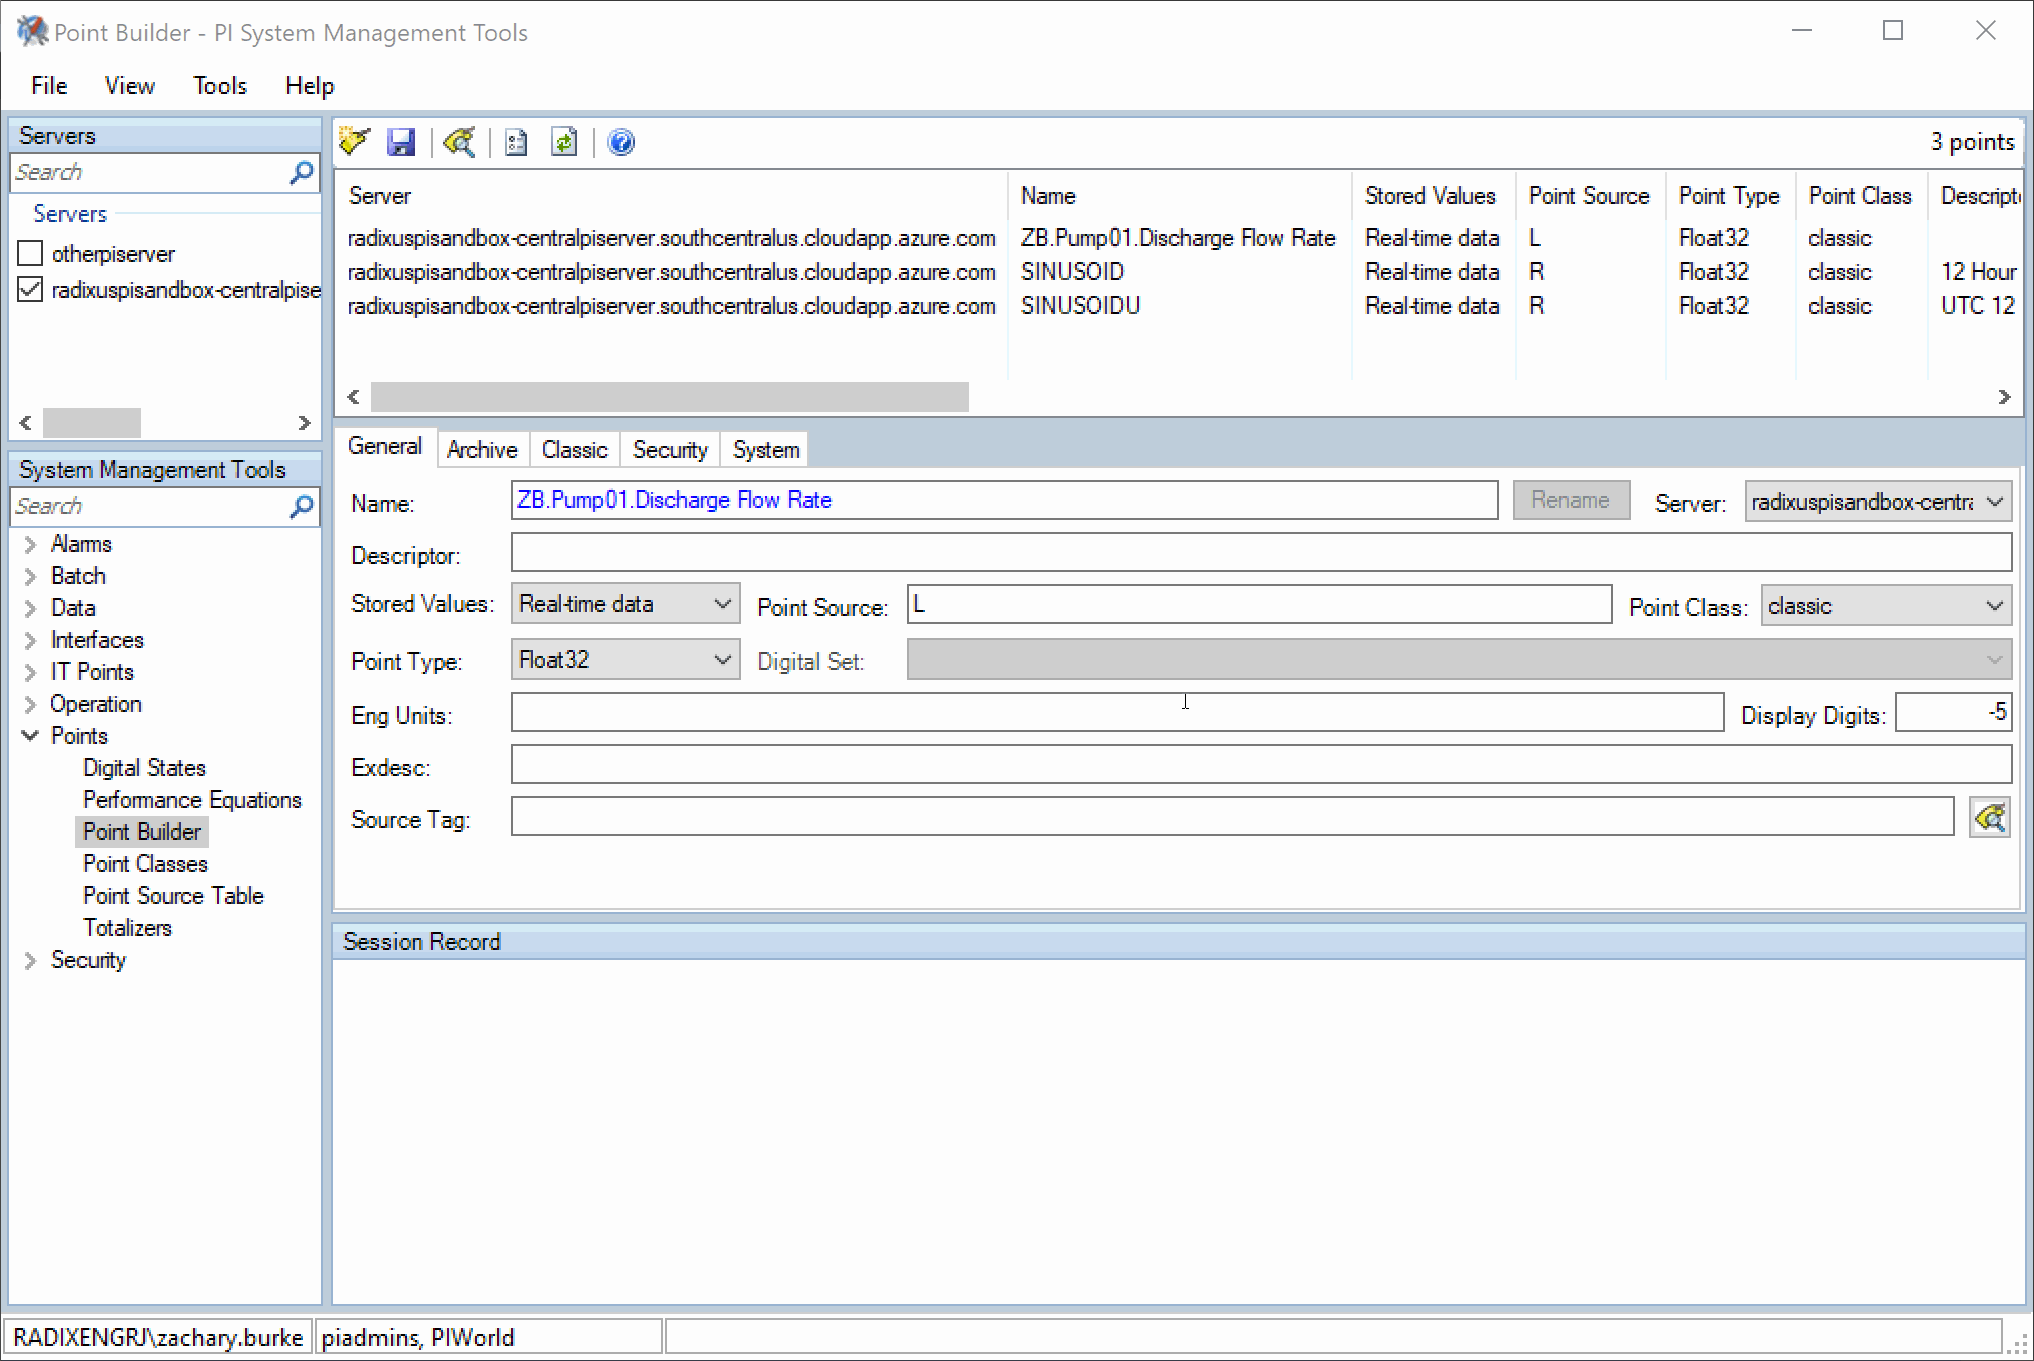 Point Builder - PI System Management Tools
File View Tools Help
Servers
Search
Servers
otherpiserver
radixuspisandbox-centralpise
System Management Tools
Search
Alarms
Batch
Data
Interfaces
IT Points
Operation
Points
Digital States
Performance Equations
Point Builder
Point Classes
Point Source Table
Totalizers
Security
3 points
Server Name Stored Values Point Source Point Type Point Class Descript
radixuspisandbox-centralpiserver.southcentralus.cloudapp.azure.com ZB.Pump01.Discharge Flow Rate Real-time data L Float32 classic
radixuspisandbox-centralpiserver.southcentralus.cloudapp.azure.com SINUSOID Real-time data R Float32 classic 12 Hour
radixuspisandbox-centralpiserver.southcentralus.cloudapp.azure.com SINUSOIDU Real-time data R Float32 classic UTC 12
General Archive Classic Security System
Name: ZB.Pump01.Discharge Flow Rate Rename Server: radixuspisandbox-centra
Descriptor:
Stored Values: Real-time data Point Source: L Point Class: classic
Point Type: Float32 Digital Set:
Eng Units: Display Digits: -5
Exdesc:
Source Tag:
Session Record
RADIXENGRJ\zachary.burke piadmins, PIWorld